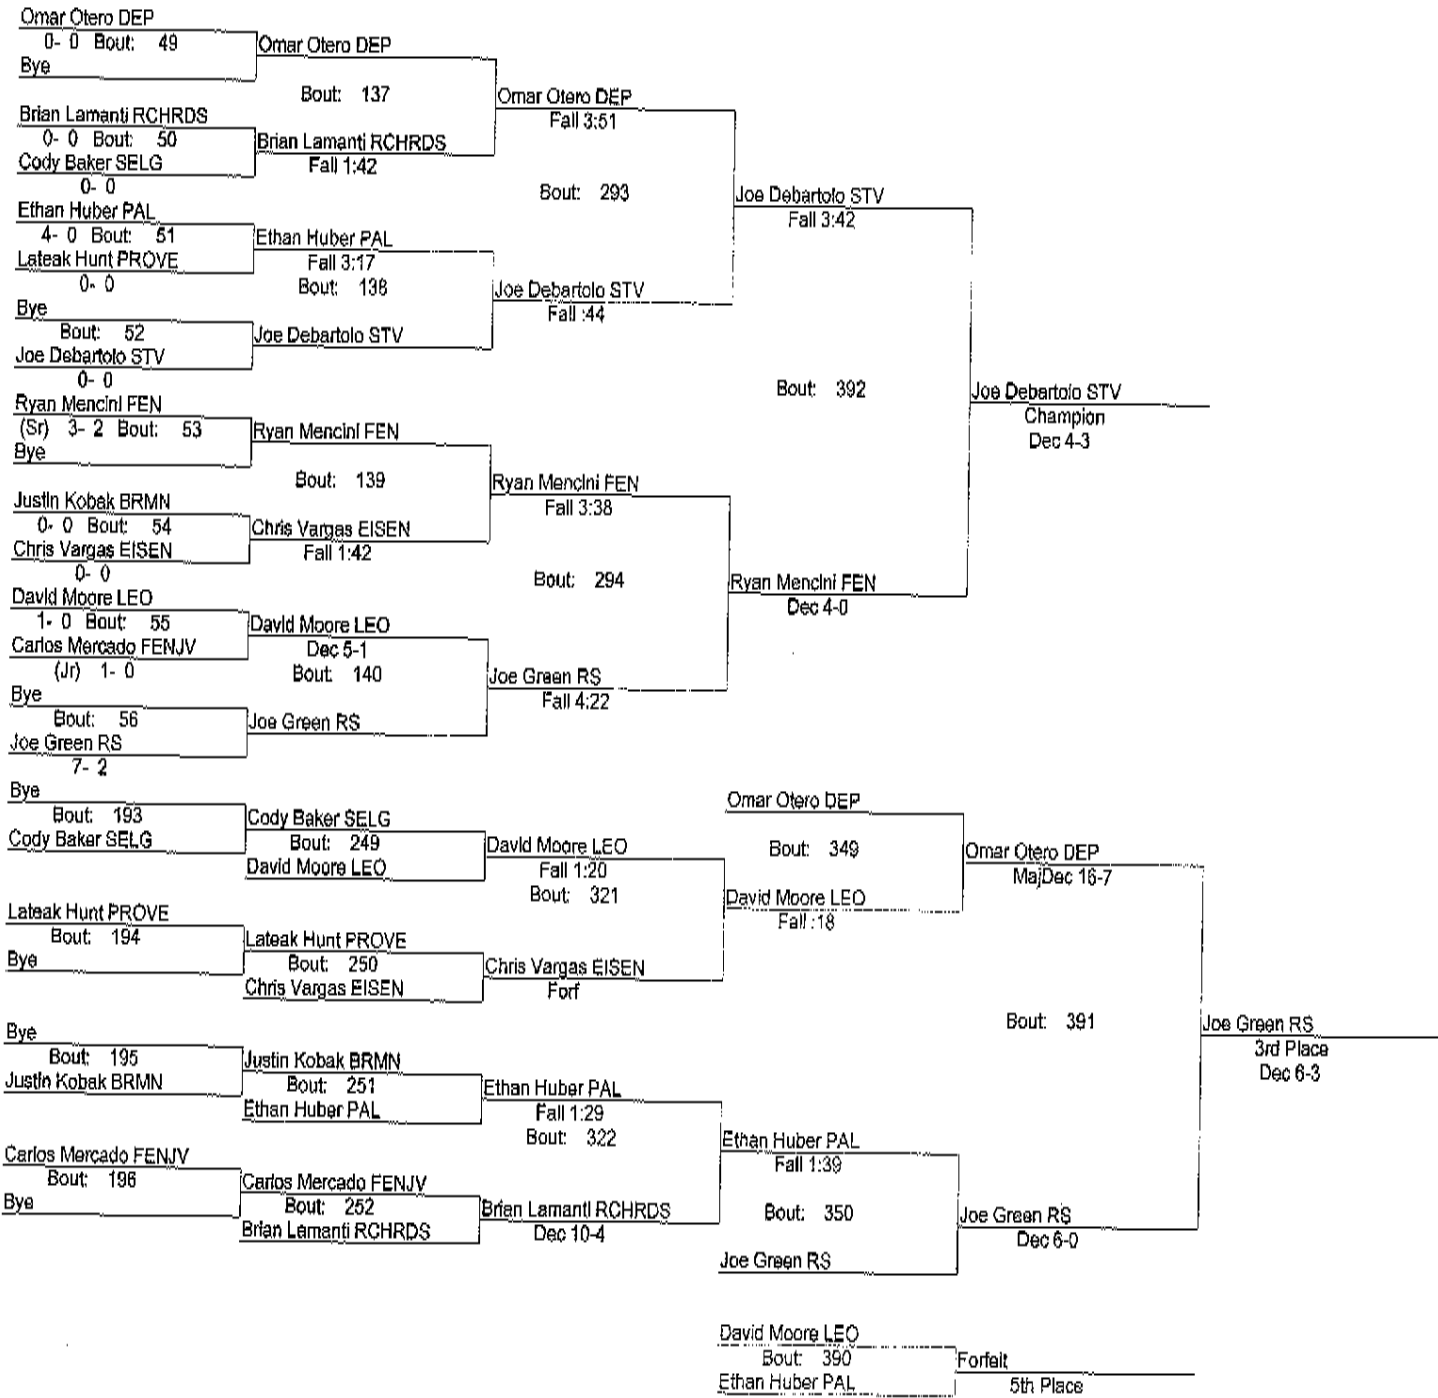 Omar Otero DEP
0- 0 Bout: 49
Bye
Omar Otero DEP
Bout: 137
Brian Lamanti RCHRDS
0- 0 Bout: 50
Cody Baker SELG
0- 0
Brian Lamanti RCHRDS
Fall 1:42
Omar Otero DEP
Fall 3:51
Bout: 293
Ethan Huber PAL
4- 0 Bout: 51
Lateak Hunt PROVE
0- 0
Ethan Huber PAL
Fall 3:17
Bout: 138
Bye
Bout: 52
Joe Debartolo STV
0- 0
Joe Debartolo STV
Joe Debartolo STV
Fall :44
Joe Debartolo STV
Fall 3:42
Bout: 392
Joe Debartolo STV
Champion
Dec 4-3
Ryan Mencini FEN
(Sr) 3- 2 Bout: 53
Bye
Ryan Mencini FEN
Bout: 139
Justin Kobak BRMN
0- 0 Bout: 54
Chris Vargas EISEN
0- 0
Chris Vargas EISEN
Fall 1:42
Ryan Mencini FEN
Fall 3:38
Bout: 294
Ryan Mencini FEN
Dec 4-0
David Moore LEO
1- 0 Bout: 55
Carlos Mercado FENJV
(Jr) 1- 0
David Moore LEO
Dec 5-1
Bout: 140
Bye
Bout: 56
Joe Green RS
7- 2
Joe Green RS
Joe Green RS
Fall 4:22
Bye
Bout: 193
Cody Baker SELG
Cody Baker SELG
Bout: 249
David Moore LEO
David Moore LEO
Fall 1:20
Bout: 321
Lateak Hunt PROVE
Bout: 194
Bye
Lateak Hunt PROVE
Bout: 250
Chris Vargas EISEN
Chris Vargas EISEN
Forf
Omar Otero DEP
Bout: 349
David Moore LEO
Fall :18
Omar Otero DEP
MajDec 16-7
Bout: 391
Joe Green RS
3rd Place
Dec 6-3
Bye
Bout: 195
Justin Kobak BRMN
Justin Kobak BRMN
Bout: 251
Ethan Huber PAL
Ethan Huber PAL
Fall 1:29
Bout: 322
Carlos Mercado FENJV
Bout: 196
Bye
Carlos Mercado FENJV
Bout: 252
Brian Lamanti RCHRDS
Brian Lamanti RCHRDS
Dec 10-4
Ethan Huber PAL
Fall 1:39
Bout: 350
Joe Green RS
Joe Green RS
Dec 6-0
David Moore LEO
Bout: 390
Ethan Huber PAL
Forfeit
5th Place